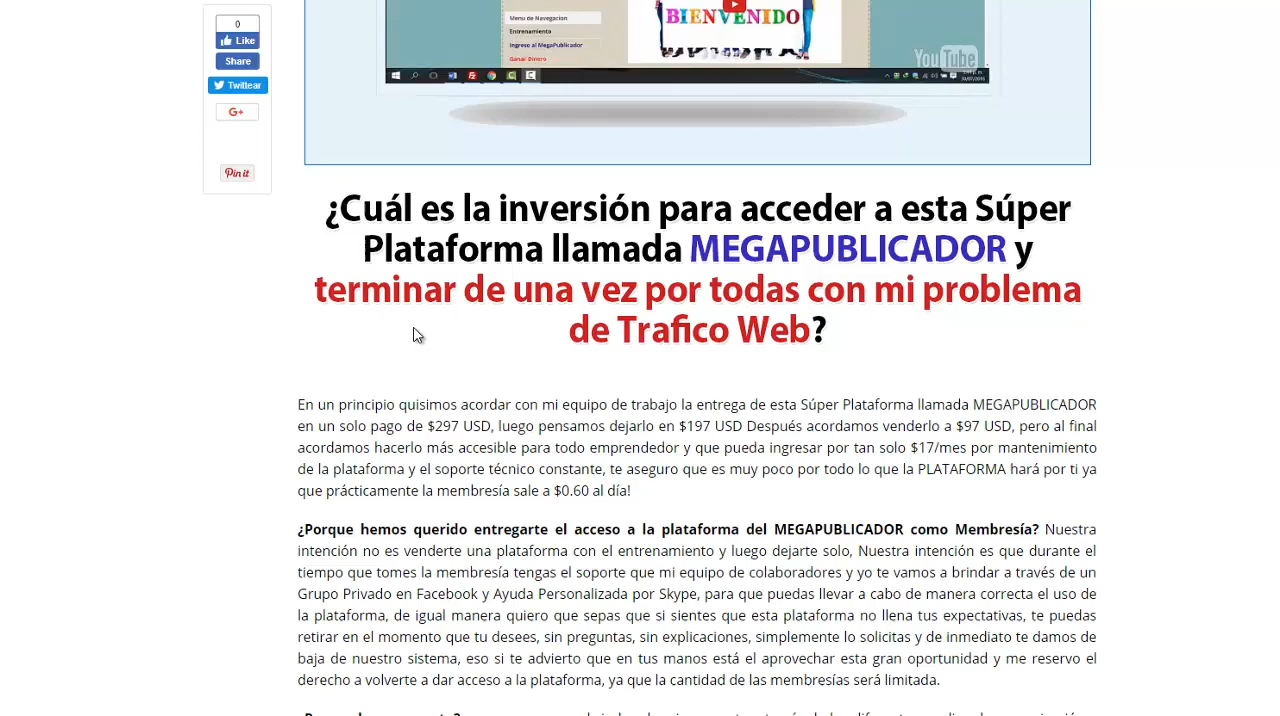 0
Like
Share
Twittear
G+
Pin it
Menu de Navegacion
Entrenamiento
Ingreso al MegaPublicador
Ganar Dinero
BIENVENIDO
YouTube
¿Cuál es la inversión para acceder a esta Súper
Plataforma llamada MEGAPUBLICADOR y
terminar de una vez por todas con mi problema
de Trafico Web?
En un principio quisimos acordar con mi equipo de trabajo la entrega de esta Súper Plataforma llamada MEGAPUBLICADOR
en un solo pago de $297 USD, luego pensamos dejarlo en $197 USD Después acordamos venderlo a $97 USD, pero al final
acordamos hacerlo más accesible para todo emprendedor y que pueda ingresar por tan solo $17/mes por mantenimiento
de la plataforma y el soporte técnico constante, te aseguro que es muy poco por todo lo que la PLATAFORMA hará por ti ya
que prácticamente la membresía sale a $0.60 al día!
¿Porque hemos querido entregarte el acceso a la plataforma del MEGAPUBLICADOR como Membresía? Nuestra
intención no es venderte una plataforma con el entrenamiento y luego dejarte solo, Nuestra intención es que durante el
tiempo que tomes la membresía tengas el soporte que mi equipo de colaboradores y yo te vamos a brindar a través de un
Grupo Privado en Facebook y Ayuda Personalizada por Skype, para que puedas llevar a cabo de manera correcta el uso de
la plataforma, de igual manera quiero que sepas que si sientes que esta plataforma no llena tus expectativas, te puedas
retirar en el momento que tu desees, sin preguntas, sin explicaciones, simplemente lo solicitas y de inmediato te damos de
baja de nuestro sistema, eso si te advierto que en tus manos está el aprovechar esta gran oportunidad y me reservo el
derecho a volverte a dar acceso a la plataforma, ya que la cantidad de las membresías será limitada.